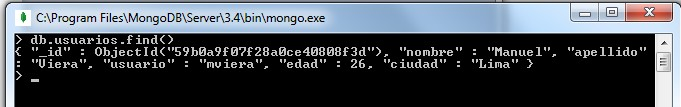 C:\Program Files\MongoDB\Server\3.4\bin\mongo.exe
> db.usuarios.find()
{ "_id" : ObjectId("59b0a9f07f28a0ce40808f3d"), "nombre" : "Manuel", "apellido"
: "Viera", "usuario" : "mviera", "edad" : 26, "ciudad" : "Lima" }
> _